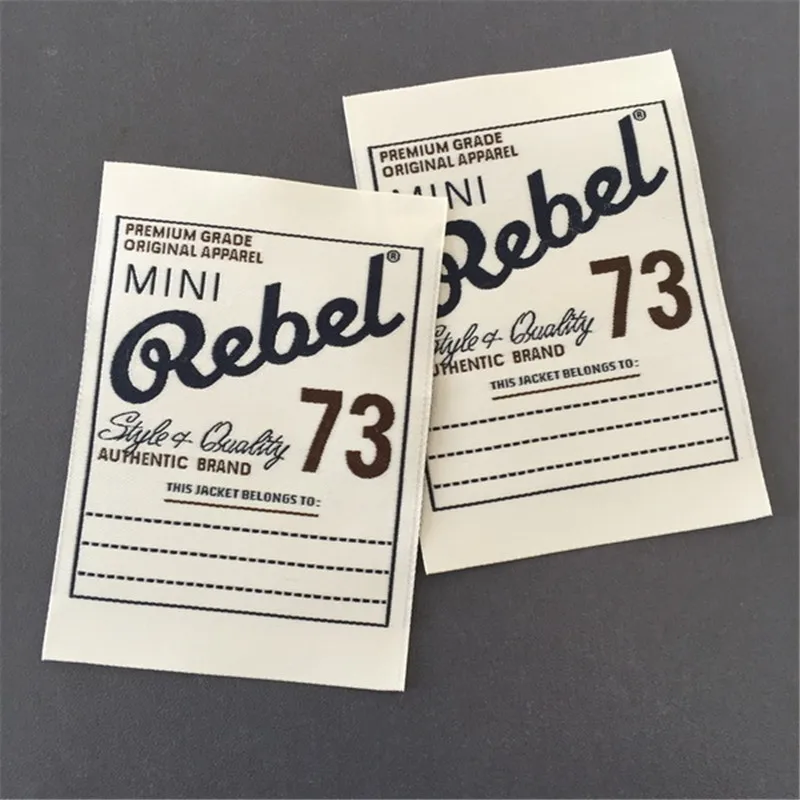 PREMIUM GRADE
ORIGINAL APPAREL
MINI
Rebel®
Style & Quality 73
AUTHENTIC BRAND
THIS JACKET BELONGS TO:
PREMIUM GRADE
ORIGINAL APPAREL
MINI
Rebel®
Style & Quality 73
AUTHENTIC BRAND
THIS JACKET BELONGS TO: